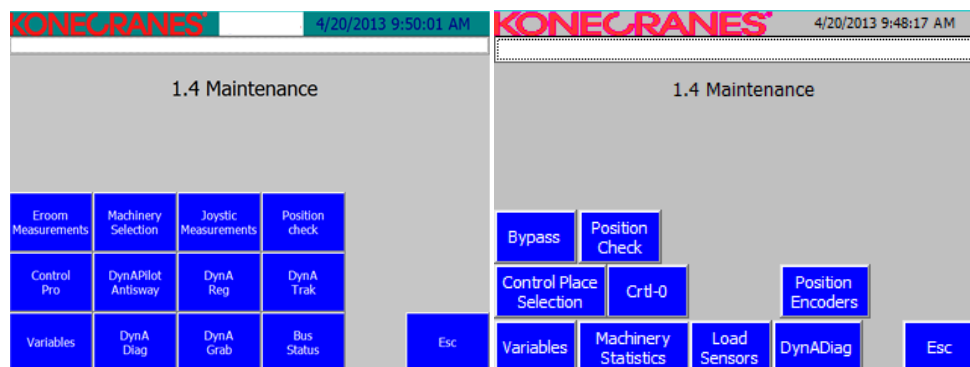 KONECRANES
4/20/2013 9:50:01 AM
1.4 Maintenance
Eroom
Measurements
Machinery
Selection
Joystic
Measurements
Position
check
Control
Pro
DynAPilot
Antisway
DynA
Reg
DynA
Trak
Variables
DynA
Diag
DynA
Grab
Bus
Status
Esc
KONECRANES
4/20/2013 9:48:17 AM
1.4 Maintenance
Bypass
Position
Check
Control Place
Selection
Crtl-0
Position
Encoders
Variables
Machinery
Statistics
Load
Sensors
DynADiag
Esc